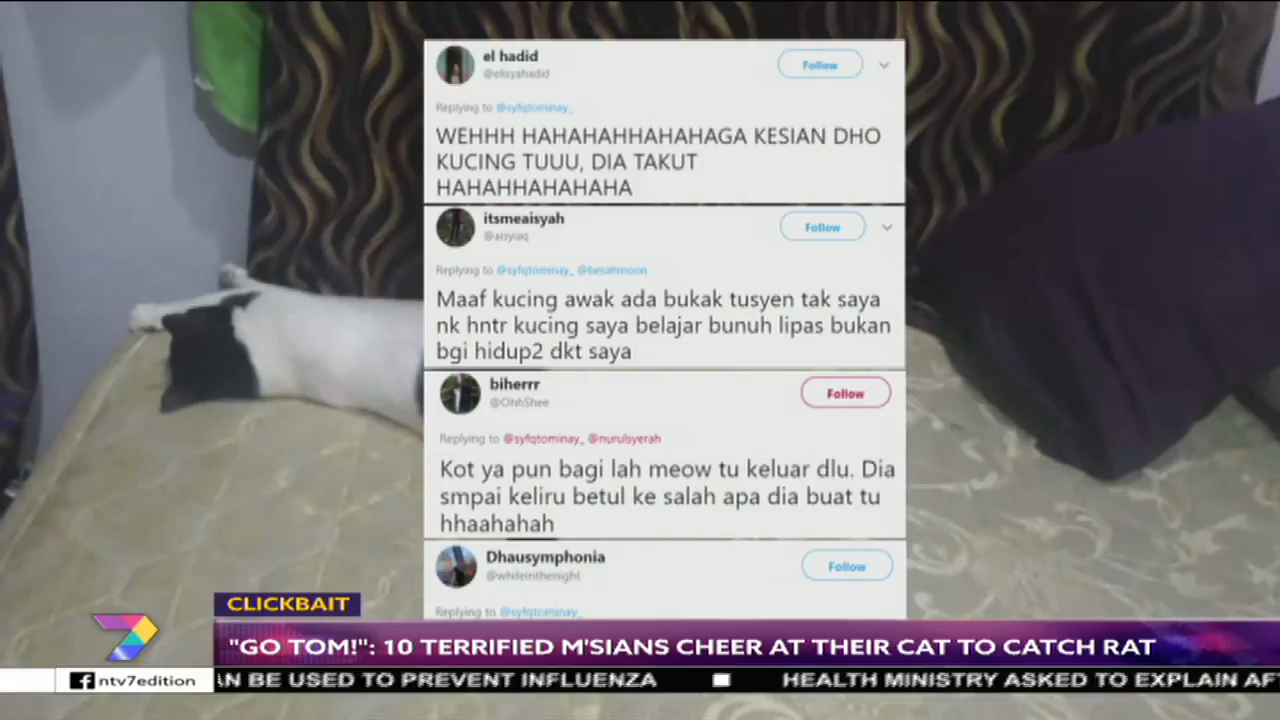 el hadid
Follow
@elisyahadid
Replying to @syfqtominay_
WEHHH HAHAHAHHAHAHAGA KESIAN DHO
KUCING TUUU, DIA TAKUT
HAHAHHAHAHAHA
itsmeaisyah
Follow
@aisyiaq
Replying to @syfqtominay_ @besahmoon
Maaf kucing awak ada bukak tusyen tak saya
nk hntr kucing saya belajar bunuh lipas bukan
bgi hidup2 dkt saya
biherrr
Follow
@OhhShee
Replying to @syfqtominay_ @nurulsyerah
Kot ya pun bagi lah meow tu keluar dlu. Dia
smpai keliru betul ke salah apa dia buat tu
hhaahahah
Dhausymphonia
Follow
@whileinthenight
Replying to @syfqtominay_
CLICKBAIT
7
"GO TOM!": 10 TERRIFIED M'SIANS CHEER AT THEIR CAT TO CATCH RAT
ntv7edition
AN BE USED TO PREVENT INFLUENZA
HEALTH MINISTRY ASKED TO EXPLAIN AFT